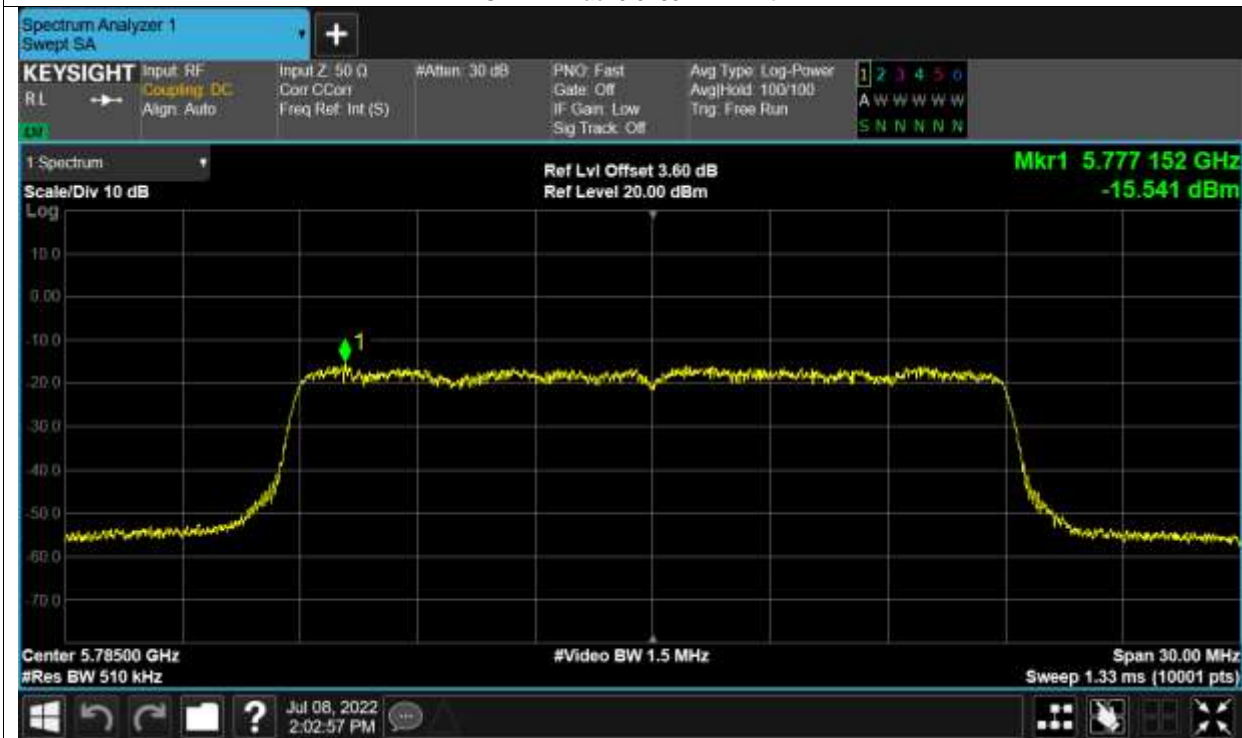 Spectrum Analyzer 1
Swept SA
+
KEYSIGHT
RL
Input: RF
Coupling: DC
Align: Auto
Input Z: 50 Ω
Corr CCorr
Freq Ref: Int (S)
#Atten: 30 dB
PNO: Fast
Gate: Off
IF Gain: Low
Sig Track: Off
Avg Type: Log-Power
Avg|Hold: 100/100
Trig: Free Run
1 2 3 4 5 6
A W W W W W
S N N N N N
1 Spectrum
Scale/Div 10 dB
Log
Ref Lvl Offset 3.60 dB
Ref Level 20.00 dBm
Mkr1 5.777 152 GHz
-15.541 dBm
10.0
0.00
-10.0
-20.0
-30.0
-40.0
-50.0
-60.0
-70.0
1
Center 5.78500 GHz
#Res BW 510 kHz
#Video BW 1.5 MHz
Span 30.00 MHz
Sweep 1.33 ms (10001 pts)
?
Jul 08, 2022
2:02:57 PM